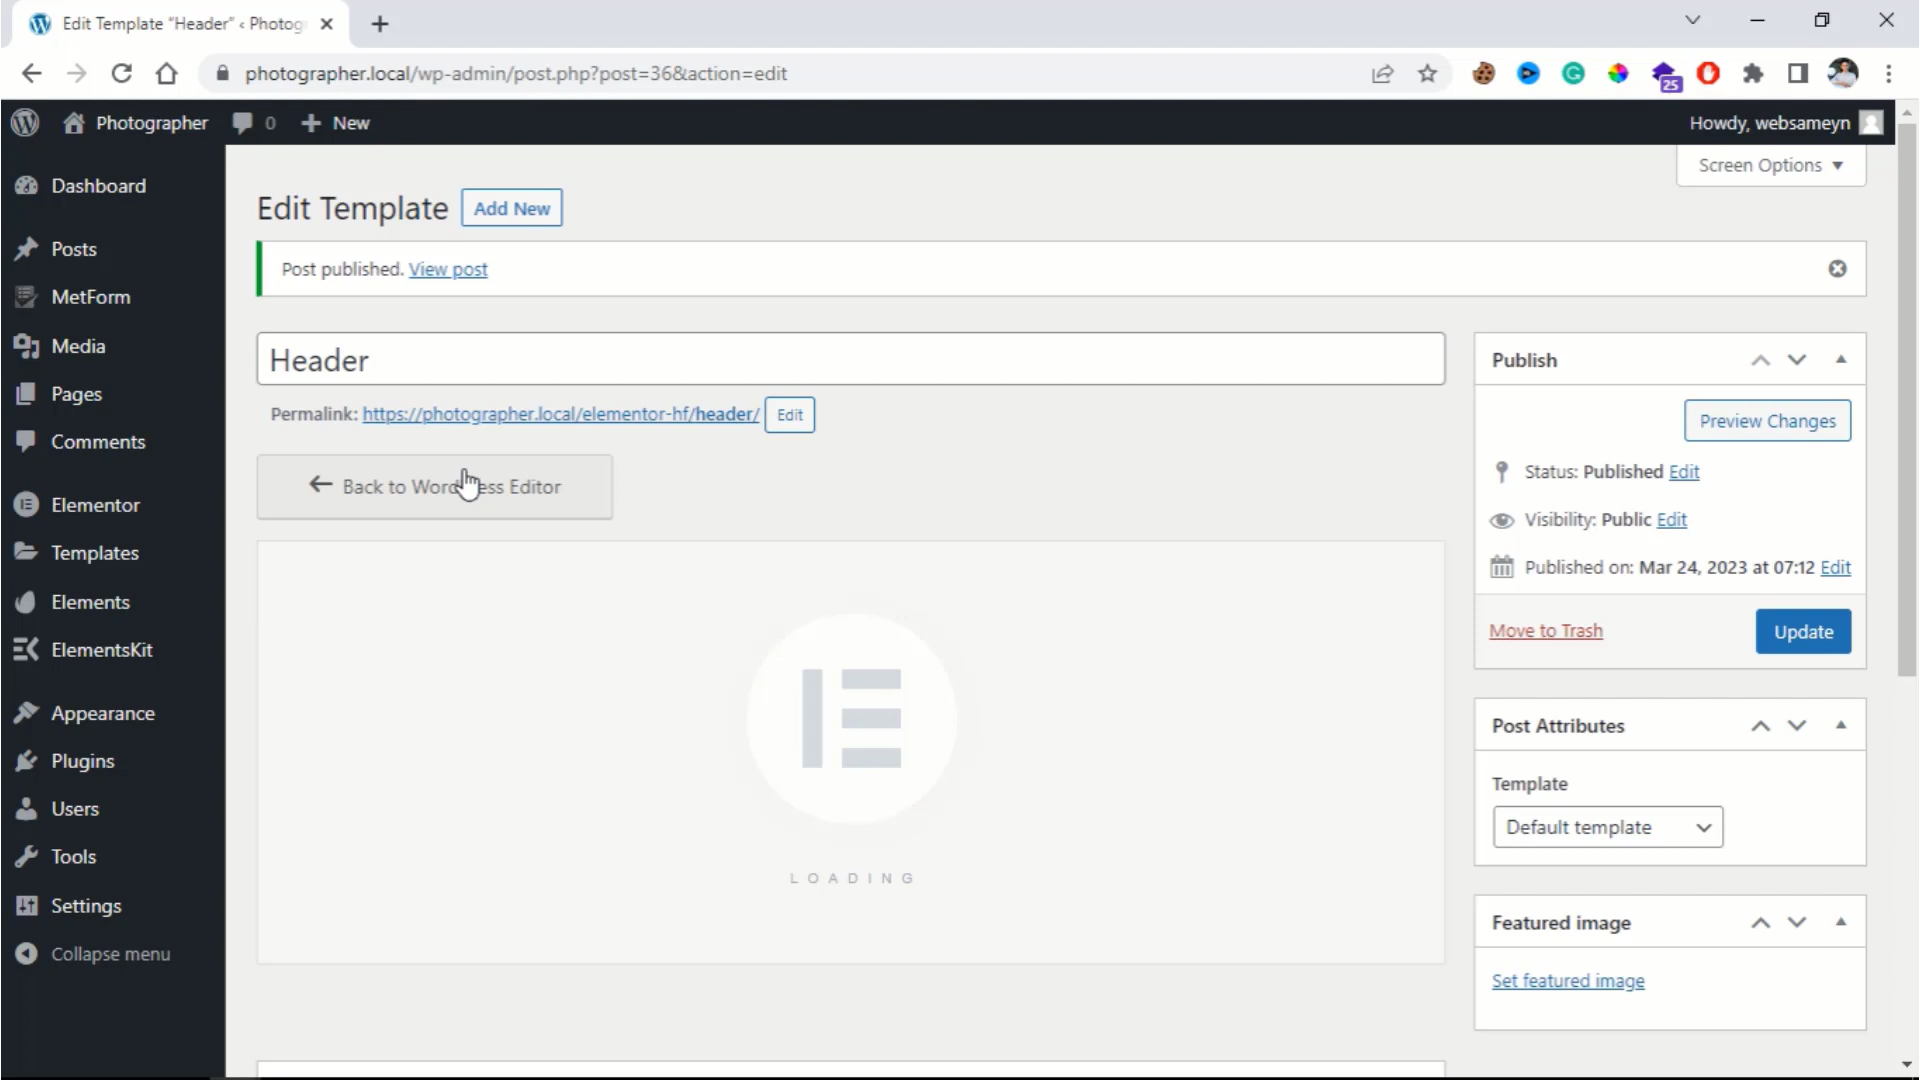 Edit Template “Header” ‹ Photog
photographer.local/wp-admin/post.php?post=36&action=edit
25
Photographer
0
New
Howdy, websameyn
Screen Options
Dashboard
Posts
MetForm
Media
Pages
Comments
Elementor
Templates
Elements
ElementsKit
Appearance
Plugins
Users
Tools
Settings
Collapse menu
Edit Template
Add New
Post published. View post
Header
Permalink: https://photographer.local/elementor-hf/header/
Edit
Back to WordPress Editor
LOADING
Publish
Preview Changes
Status: Published Edit
Visibility: Public Edit
Published on: Mar 24, 2023 at 07:12 Edit
Move to Trash
Update
Post Attributes
Template
Default template
Featured image
Set featured image